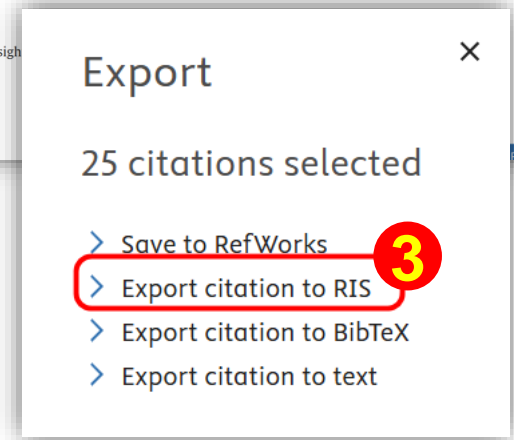 sigh
Export
×
25 citations selected
Save to RefWorks
3
Export citation to RIS
Export citation to BibTeX
Export citation to text